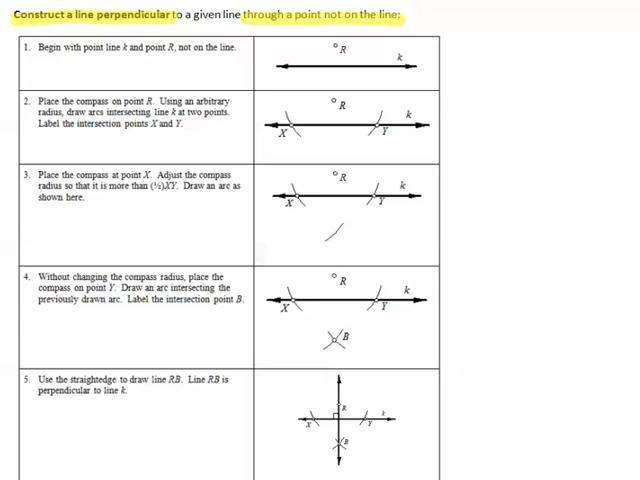 Construct a line perpendicular to a given line through a point not on the line:
1. Begin with point line k and point R, not on the line.
R
k
2. Place the compass on point R. Using an arbitrary
radius, draw arcs intersecting line k at two points.
Label the intersection points X and Y.
R
k
X
Y
3. Place the compass at point X. Adjust the compass
radius so that it is more than (½)XY. Draw an arc as
shown here.
R
k
X
Y
4. Without changing the compass radius, place the
compass on point Y. Draw an arc intersecting the
previously drawn arc. Label the intersection point B.
R
k
X
Y
B
5. Use the straightedge to draw line RB. Line RB is
perpendicular to line k.
R
k
X
Y
B